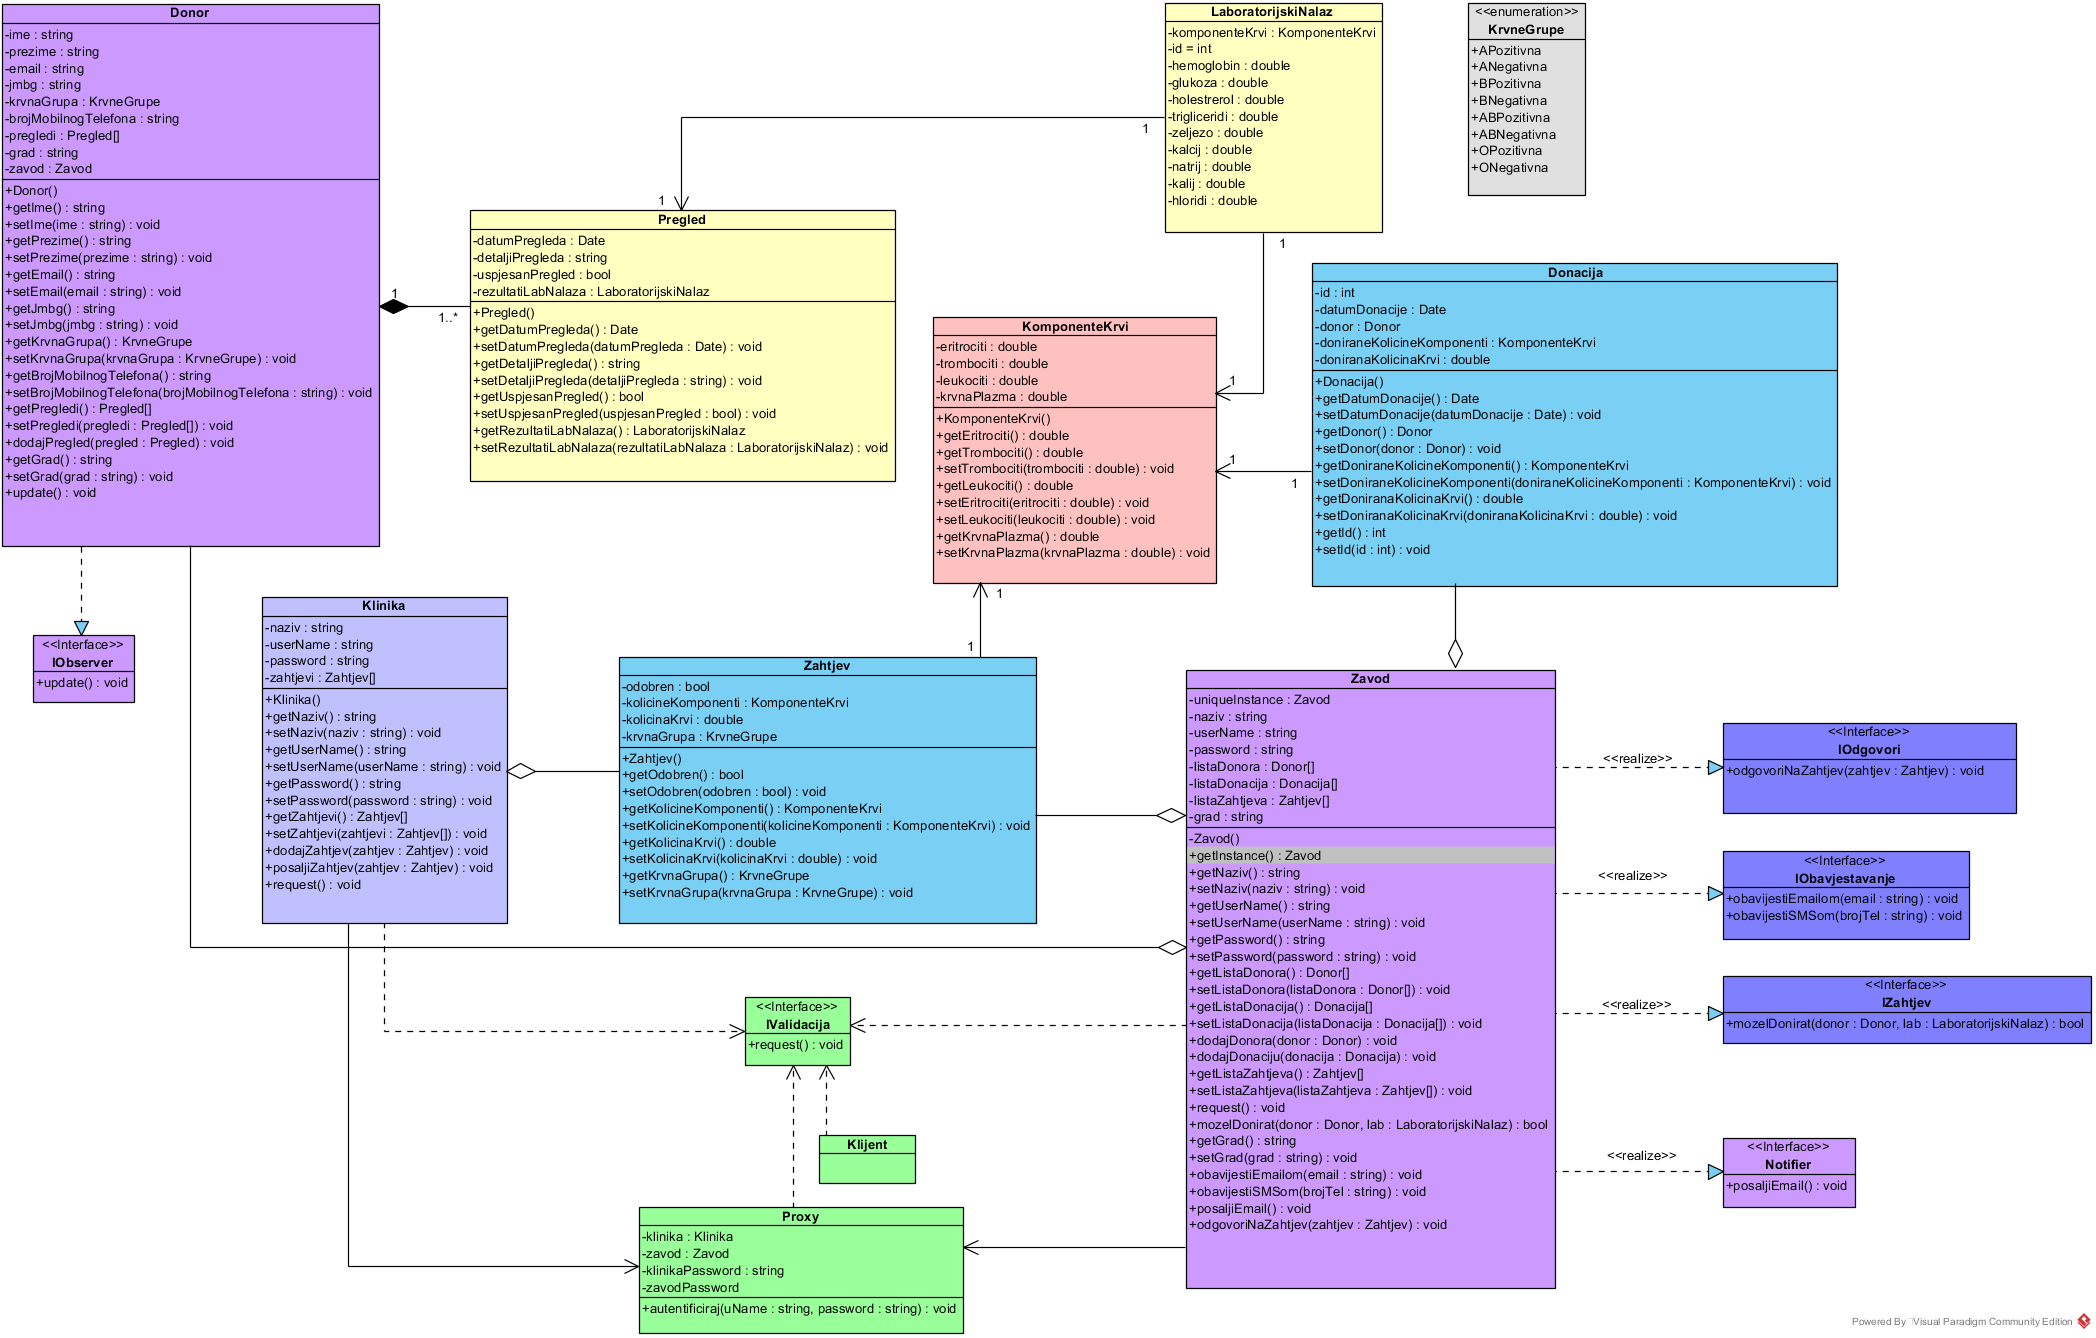 Donor
-ime : string
-prezime : string
-email : string
-jmbg : string
-krvnaGrupa : KrvneGrupe
-brojMobilnogTelefona : string
-pregledi : Pregled[]
-grad : string
-zavod : Zavod
+Donor()
+getIme() : string
+setIme(ime : string) : void
+getPrezime() : string
+setPrezime(prezime : string) : void
+getEmail() : string
+setEmail(email : string) : void
+getJmbg() : string
+setJmbg(jmbg : string) : void
+getKrvnaGrupa() : KrvneGrupe
+setKrvnaGrupa(krvnaGrupa : KrvneGrupe) : void
+getBrojMobilnogTelefona() : string
+setBrojMobilnogTelefona(brojMobilnogTelefona : string) : void
+getPregledi() : Pregled[]
+setPregledi(pregledi : Pregled[]) : void
+dodajPregled(pregled : Pregled) : void
+getGrad() : string
+setGrad(grad : string) : void
+update() : void
1
1..*
Pregled
-datumPregleda : Date
-detaljiPregleda : string
-uspjesanPregled : bool
-rezultatiLabNalaza : LaboratorijskiNalaz
+Pregled()
+getDatumPregleda() : Date
+setDatumPregleda(datumPregleda : Date) : void
+getDetaljiPregleda() : string
+setDetaljiPregleda(detaljiPregleda : string) : void
+getUspjesanPregled() : bool
+setUspjesanPregled(uspjesanPregled : bool) : void
+getRezultatiLabNalaza() : LaboratorijskiNalaz
+setRezultatiLabNalaza(rezultatiLabNalaza : LaboratorijskiNalaz) : void
1
1
LaboratorijskiNalaz
-komponenteKrvi : KomponenteKrvi
-id = int
-hemoglobin : double
-glukoza : double
-holestrerol : double
-trigliceridi : double
-zeljezo : double
-kalcij : double
-natrij : double
-kalij : double
-hloridi : double
1
1
<<enumeration>>
KrvneGrupe
+APozitivna
+ANegativna
+BPozitivna
+BNegativna
+ABPozitivna
+ABNegativna
+OPozitivna
+ONegativna
KomponenteKrvi
-eritrociti : double
-trombociti : double
-leukociti : double
-krvnaPlazma : double
+KomponenteKrvi()
+getEritrociti() : double
+getTrombociti() : double
+setTrombociti(trombociti : double) : void
+getLeukociti() : double
+setEritrociti(eritrociti : double) : void
+setLeukociti(leukociti : double) : void
+getKrvnaPlazma() : double
+setKrvnaPlazma(krvnaPlazma : double) : void
1
1
Donacija
-id : int
-datumDonacije : Date
-donor : Donor
-doniraneKolicineKomponenti : KomponenteKrvi
-doniranaKolicinaKrvi : double
+Donacija()
+getDatumDonacije() : Date
+setDatumDonacije(datumDonacije : Date) : void
+getDonor() : Donor
+setDonor(donor : Donor) : void
+getDoniraneKolicineKomponenti() : KomponenteKrvi
+setDoniraneKolicineKomponenti(doniraneKolicineKomponenti : KomponenteKrvi) : void
+getDoniranaKolicinaKrvi() : double
+setDoniranaKolicinaKrvi(doniranaKolicinaKrvi : double) : void
+getId() : int
+setId(id : int) : void
<<Interface>>
IObserver
+update() : void
Klinika
-naziv : string
-userName : string
-password : string
-zahtjevi : Zahtjev[]
+Klinika()
+getNaziv() : string
+setNaziv(naziv : string) : void
+getUserName() : string
+setUserName(userName : string) : void
+getPassword() : string
+setPassword(password : string) : void
+getZahtjevi() : Zahtjev[]
+setZahtjevi(zahtjevi : Zahtjev[]) : void
+dodajZahtjev(zahtjev : Zahtjev) : void
+posaljiZahtjev(zahtjev : Zahtjev) : void
+request() : void
1
1
Zahtjev
-odobren : bool
-kolicineKomponenti : KomponenteKrvi
-kolicinaKrvi : double
-krvnaGrupa : KrvneGrupe
+Zahtjev()
+getOdobren() : bool
+setOdobren(odobren : bool) : void
+getKolicineKomponenti() : KomponenteKrvi
+setKolicineKomponenti(kolicineKomponenti : KomponenteKrvi) : void
+getKolicinaKrvi() : double
+setKolicinaKrvi(kolicinaKrvi : double) : void
+getKrvnaGrupa() : KrvneGrupe
+setKrvnaGrupa(krvnaGrupa : KrvneGrupe) : void
Zavod
-uniqueInstance : Zavod
-naziv : string
-userName : string
-password : string
-listaDonora : Donor[]
-listaDonacija : Donacija[]
-listaZahtjeva : Zahtjev[]
-grad : string
-Zavod()
+getInstance() : Zavod
+getNaziv() : string
+setNaziv(naziv : string) : void
+getUserName() : string
+setUserName(userName : string) : void
+getPassword() : string
+setPassword(password : string) : void
+getListaDonora() : Donor[]
+setListaDonora(listaDonora : Donor[]) : void
+getListaDonacija() : Donacija[]
+setListaDonacija(listaDonacija : Donacija[]) : void
+dodajDonora(donor : Donor) : void
+dodajDonaciju(donacija : Donacija) : void
+getListaZahtjeva() : Zahtjev[]
+setListaZahtjeva(listaZahtjeva : Zahtjev[]) : void
+request() : void
+mozelDonirat(donor : Donor, lab : LaboratorijskiNalaz) : bool
+getGrad() : string
+setGrad(grad : string) : void
+obavijestiEmailom(email : string) : void
+obavijestiSMSom(brojTel : string) : void
+posaljiEmail() : void
+odgovoriNaZahtjev(zahtjev : Zahtjev) : void
<<realize>>
<<Interface>>
IOdgovori
+odgovoriNaZahtjev(zahtjev : Zahtjev) : void
<<realize>>
<<Interface>>
IObavjestavanje
+obavijestiEmailom(email : string) : void
+obavijestiSMSom(brojTel : string) : void
<<realize>>
<<Interface>>
IZahtjev
+mozelDonirat(donor : Donor, lab : LaboratorijskiNalaz) : bool
<<realize>>
<<Interface>>
Notifier
+posaljiEmail() : void
<<Interface>>
IValidacija
+request() : void
Klijent
Proxy
-klinika : Klinika
-zavod : Zavod
-klinikaPassword : string
-zavodPassword
+autentificiraj(uName : string, password : string) : void
Powered By Visual Paradigm Community Edition